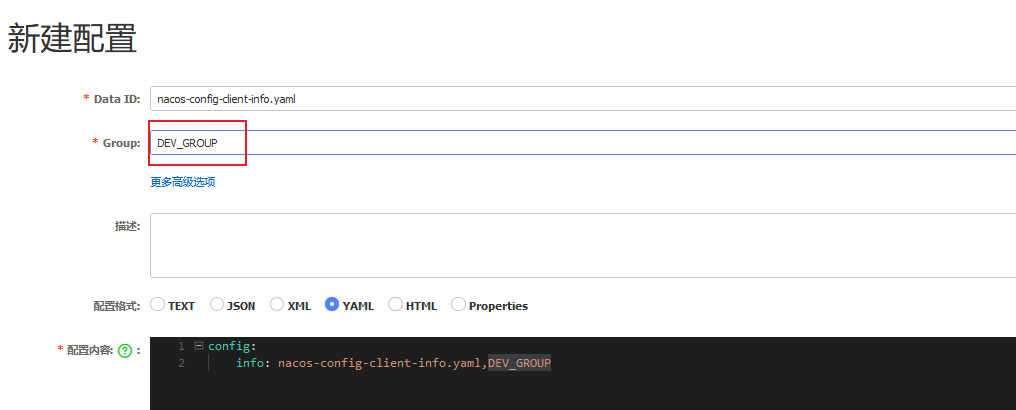 新建配置
* Data ID: nacos-config-client-info.yaml
* Group: DEV_GROUP
更多高级选项
描述:
配置格式: TEXT JSON XML YAML HTML Properties
* 配置内容: ? :
1 config:
2 info: nacos-config-client-info.yaml,DEV_GROUP